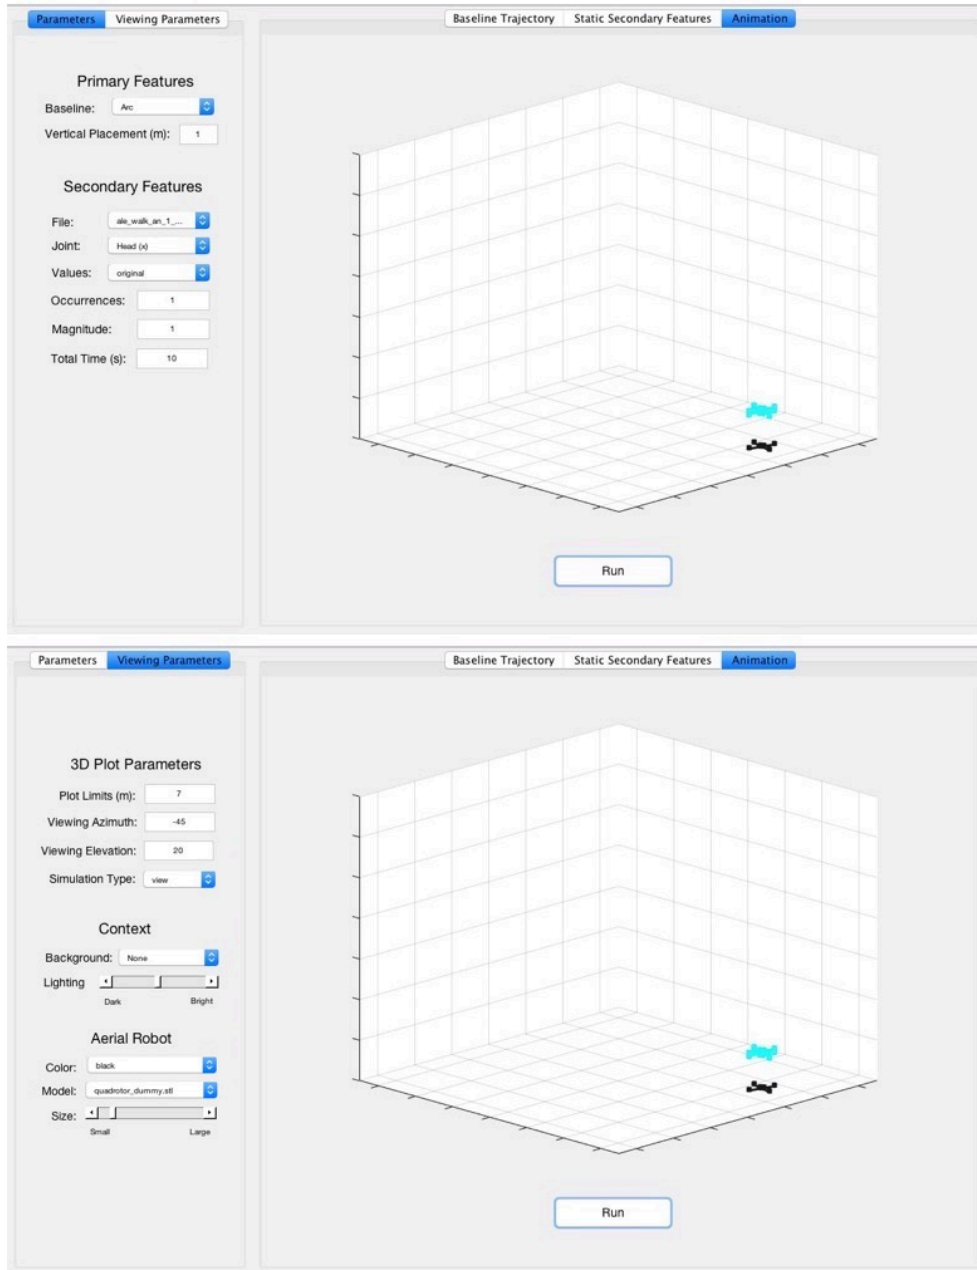 Parameters Viewing Parameters Baseline Trajectory Static Secondary Features Animation
Primary Features
Baseline: Arc
Vertical Placement (m): 1
Secondary Features
File: ale_walk_an_1_...
Joint: Head (x)
Values: original
Occurrences: 1
Magnitude: 1
Total Time (s): 10
Run
Parameters Viewing Parameters Baseline Trajectory Static Secondary Features Animation
3D Plot Parameters
Plot Limits (m): 7
Viewing Azimuth: -45
Viewing Elevation: 20
Simulation Type: view
Context
Background: None
Lighting
Dark Bright
Aerial Robot
Color: black
Model: quadrotor_dummy.stl
Size:
Small Large
Run